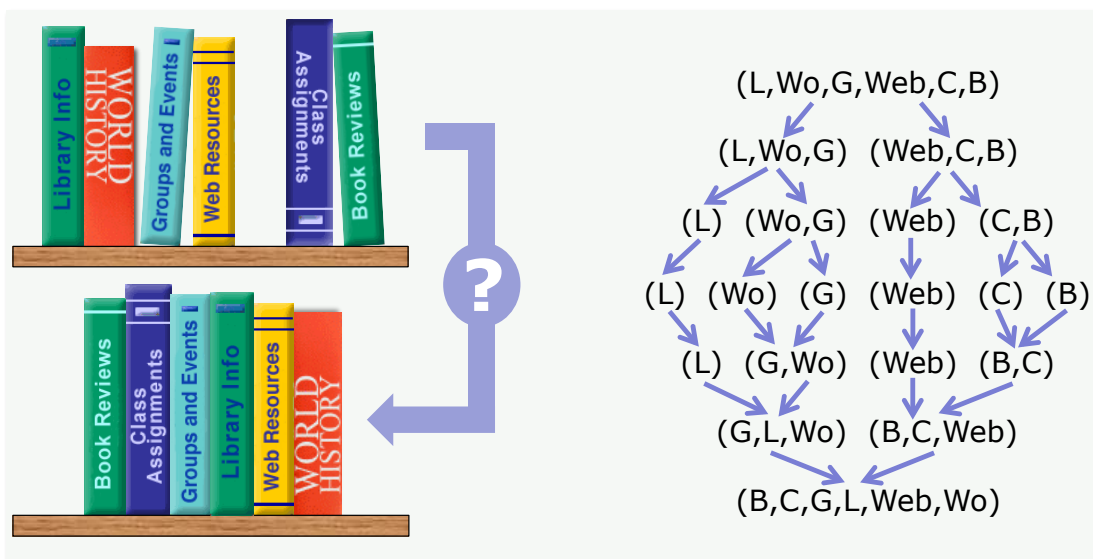 Library Info
WORLD
HISTORY
Groups and Events
Web Resources
Class
Assignments
Book Reviews
?
Book Reviews
Class
Assignments
Groups and Events
Library Info
Web Resources
WORLD
HISTORY
(L,Wo,G,Web,C,B)
(L,Wo,G) (Web,C,B)
(L) (Wo,G) (Web) (C,B)
(L) (Wo) (G) (Web) (C) (B)
(L) (G,Wo) (Web) (B,C)
(G,L,Wo) (B,C,Web)
(B,C,G,L,Web,Wo)